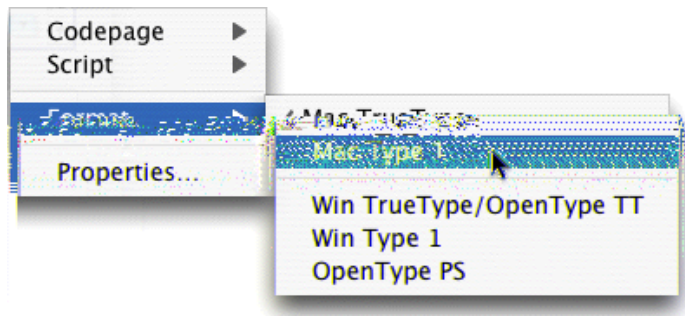 Codepage
Script
Format
Mac TrueType
Mac Type 1
Properties...
Win TrueType/OpenType TT
Win Type 1
OpenType PS